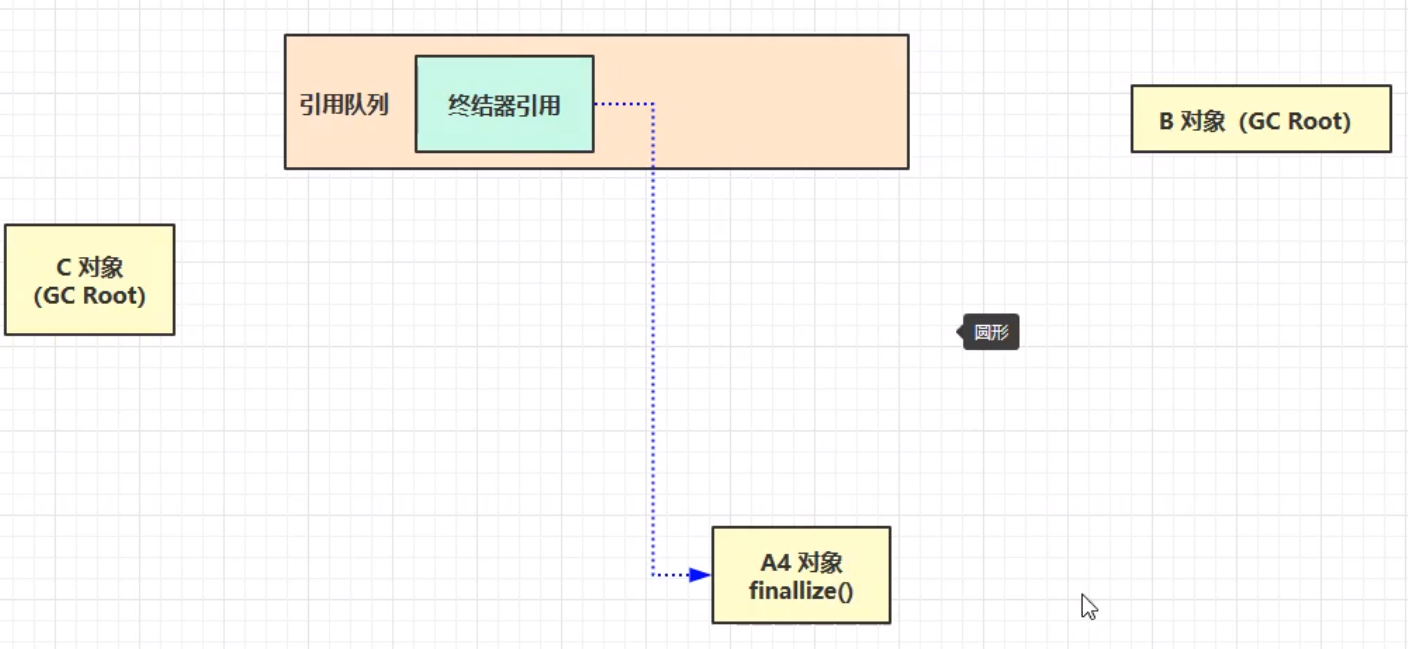 引用队列
终结器引用
B 对象（GC Root)
C 对象
(GC Root)
圆形
A4 对象
finallize()